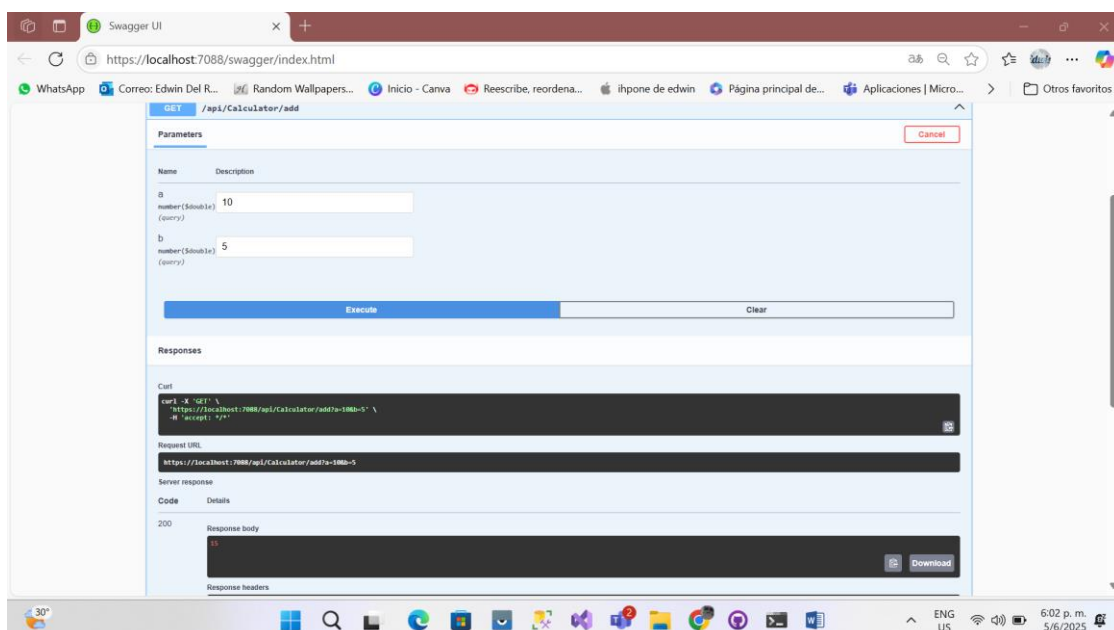 Swagger UI
https://localhost:7088/swagger/index.html
WhatsApp Correo: Edwin Del R... Random Wallpapers... Inicio - Canva Reescribe, reordena... ihpone de edwin Página principal de... Aplicaciones | Micro... Otros favoritos
GET /api/Calculator/add
Parameters Cancel
Name Description
a
number($double) 10
(query)
b
number($double) 5
(query)
Execute Clear
Responses
Curl
curl -X 'GET' \
'https://localhost:7088/api/Calculator/add?a=10&b=5' \
-H 'accept: */*'
Request URL
https://localhost:7088/api/Calculator/add?a=10&b=5
Server response
Code Details
200 Response body
15
Download
Response headers
30°
ENG 6:02 p. m.
US 5/6/2025